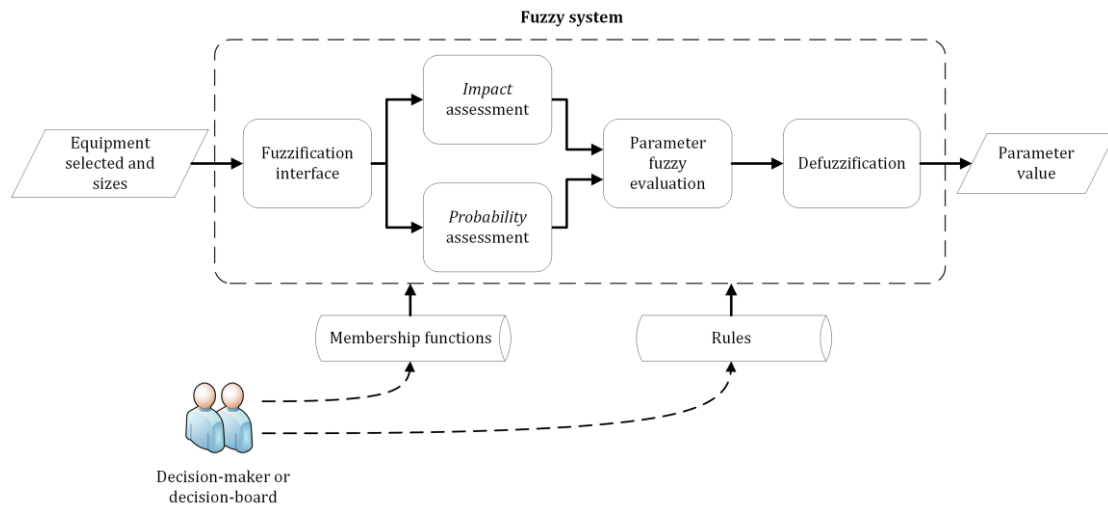 Fuzzy system
Equipment
selected and
sizes
Fuzzification
interface
Impact
assessment
Probability
assessment
Parameter
fuzzy
evaluation
Defuzzification
Parameter
value
Membership functions
Rules
Decision-maker or
decision-board